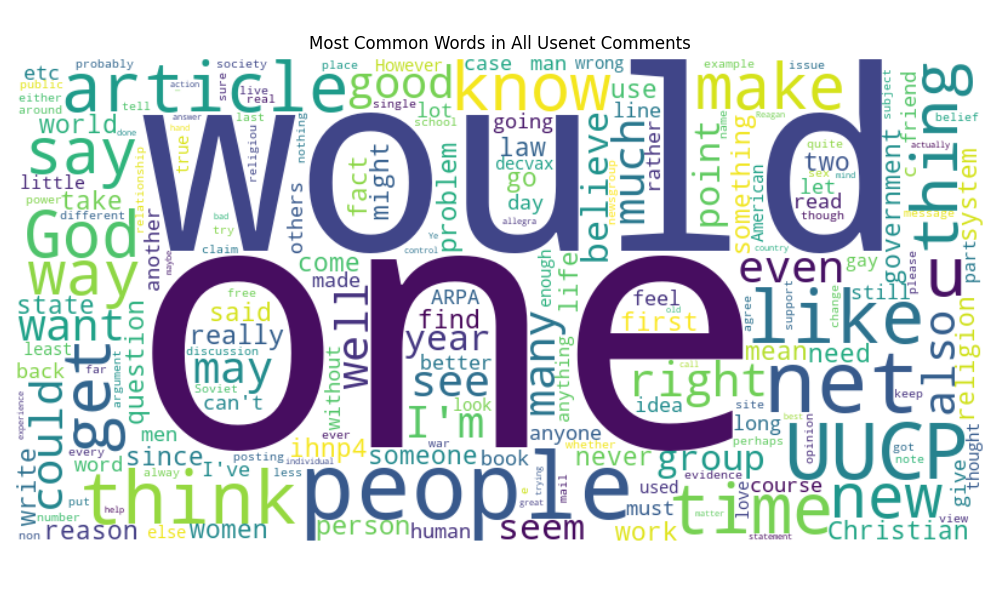 Most Common Words in All Usenet Comments
etc
probably
society
place
However
case
man
wrong
example
issue
public
either
around
article
tell
action
sure
live
real
good
single
lot
school
know
use
line
make
subject
friend
c
thing
belief
world
done
answer
hand
last
nothing
religiou
would
going
law
decvax
go
day
allegra
fact
might
problem
believe
newsgroup
much
rather
point
name
Reagan
something
American
quite
two
sex
mind
let
read
though
government
actually
system
say
little
power
take
different
God
true
relationship
bad
try
others
claim
Ye
control
country
message
please
part
way
another
maybe
come
made
enough
life
even
gay
still
u
state
want
least
back
far
get
argument
question
one
free
said
really
discussion
may
Soviet
can't
well
without
ARPA
find
year
better
see
I'm
look
many
anything
feel
old
first
agree
support
change
like
mean
need
right
call
net
best
keep
also
religion
idea
site
long
perhaps
experience
could
every
word
men
since
alway
I've
posting
less
ihnp4
individual
ever
war
someone
book
anyone
whether
never
group
evidence
course
opinion
UUCP
got
note
give
thought
write
number
put
non
reason
help
think
else
women
people
person
human
seem
e
great
trying
mail
used
must
work
time
love
matter
statement
new
Christian
view